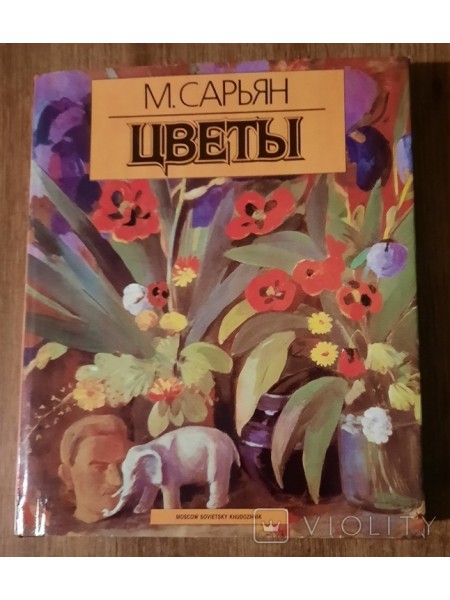 М.САРЬЯН
ЦВЕТЫ
MOSCOW SOVIETSKY KHUDOZHNIK
VIOLITY